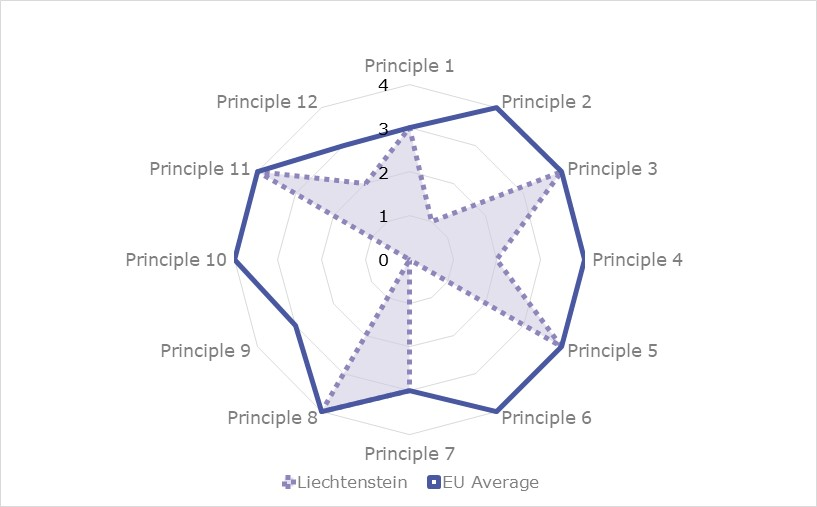 Principle 1
Principle 2
Principle 3
Principle 4
Principle 5
Principle 6
Principle 7
Principle 8
Principle 9
Principle 10
Principle 11
Principle 12
4
3
2
1
0
Liechtenstein
EU Average